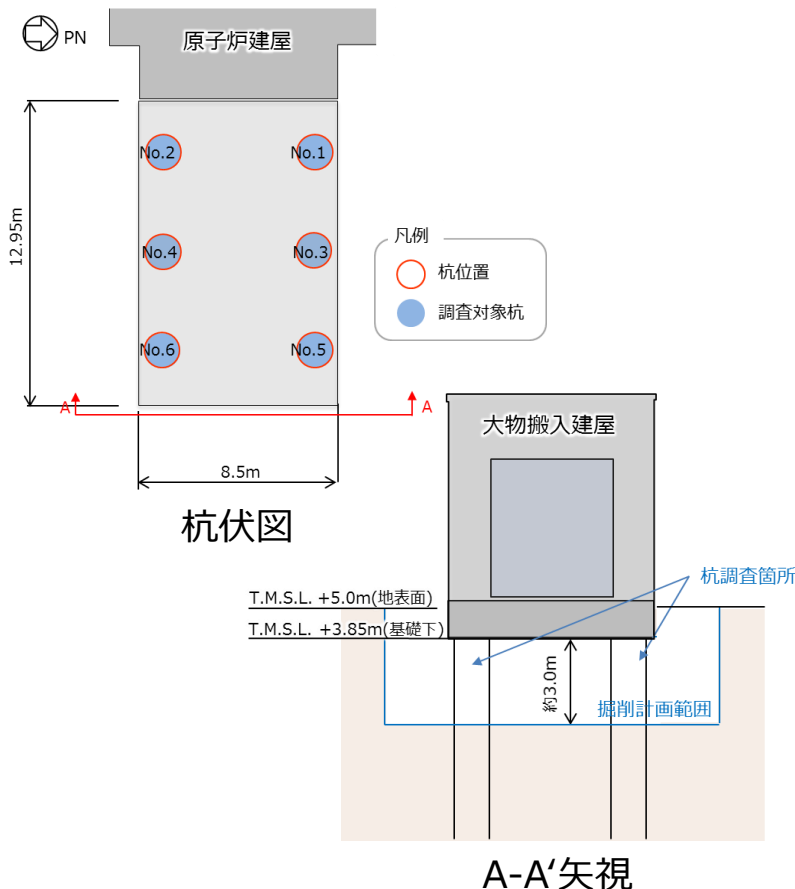 PN
原子炉建屋
No.2
No.1
12.95m
No.4
No.3
凡例
杭位置
調査対象杭
No.6
No.5
A
A
8.5m
杭伏図
大物搬入建屋
杭調査箇所
T.M.S.L. +5.0m(地表面)
T.M.S.L. +3.85m(基礎下)
約3.0m
掘削計画範囲
A-A‘矢視